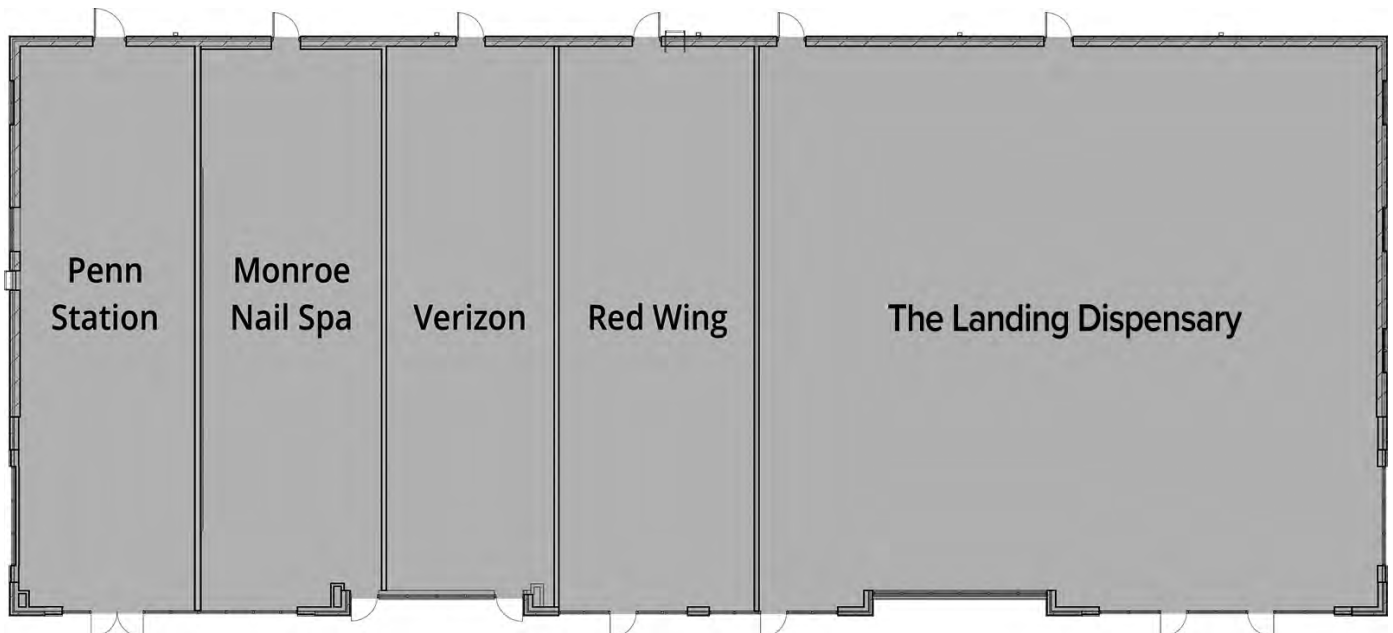 Penn
Station
Monroe
Nail Spa
Verizon
Red Wing
The Landing Dispensary